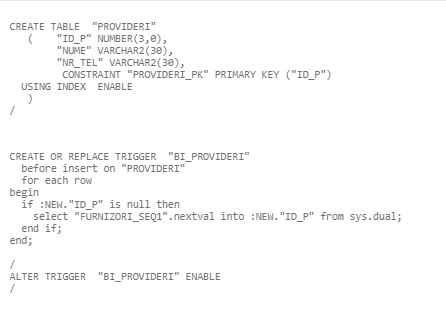 CREATE TABLE "PROVIDERI"
( "ID_P" NUMBER(3,0),
"NUME" VARCHAR2(30),
"NR_TEL" VARCHAR2(30),
CONSTRAINT "PROVIDERI_PK" PRIMARY KEY ("ID_P")
USING INDEX ENABLE
)
/
CREATE OR REPLACE TRIGGER "BI_PROVIDERI"
before insert on "PROVIDERI"
for each row
begin
if :NEW."ID_P" is null then
select "FURNIZORI_SEQ1".nextval into :NEW."ID_P" from sys.dual;
end if;
end;
/
ALTER TRIGGER "BI_PROVIDERI" ENABLE
/